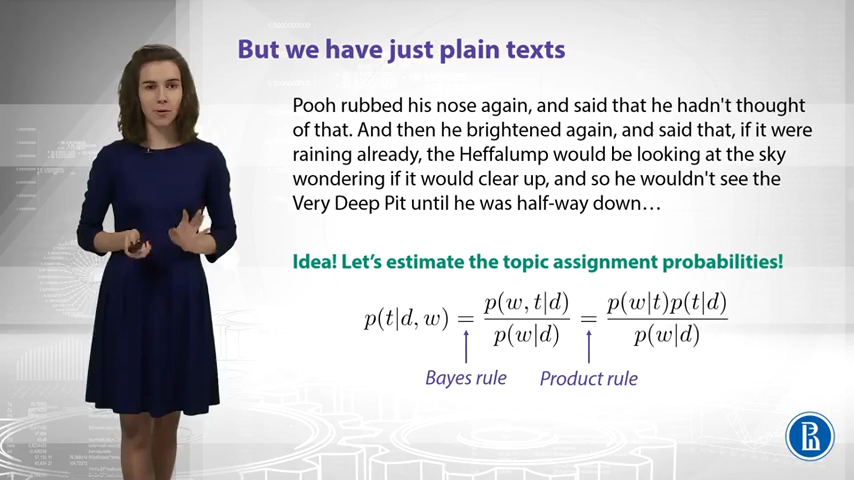 But we have just plain texts
Pooh rubbed his nose again, and said that he hadn't thought
of that. And then he brightened again, and said that, if it were
raining already, the Heffalump would be looking at the sky
wondering if it would clear up, and so he wouldn't see the
Very Deep Pit until he was half-way down…
Idea! Let's estimate the topic assignment probabilities!
p(t|d, w) = p(w, t|d) / p(w|d) = p(w|t)p(t|d) / p(w|d)
Bayes rule Product rule